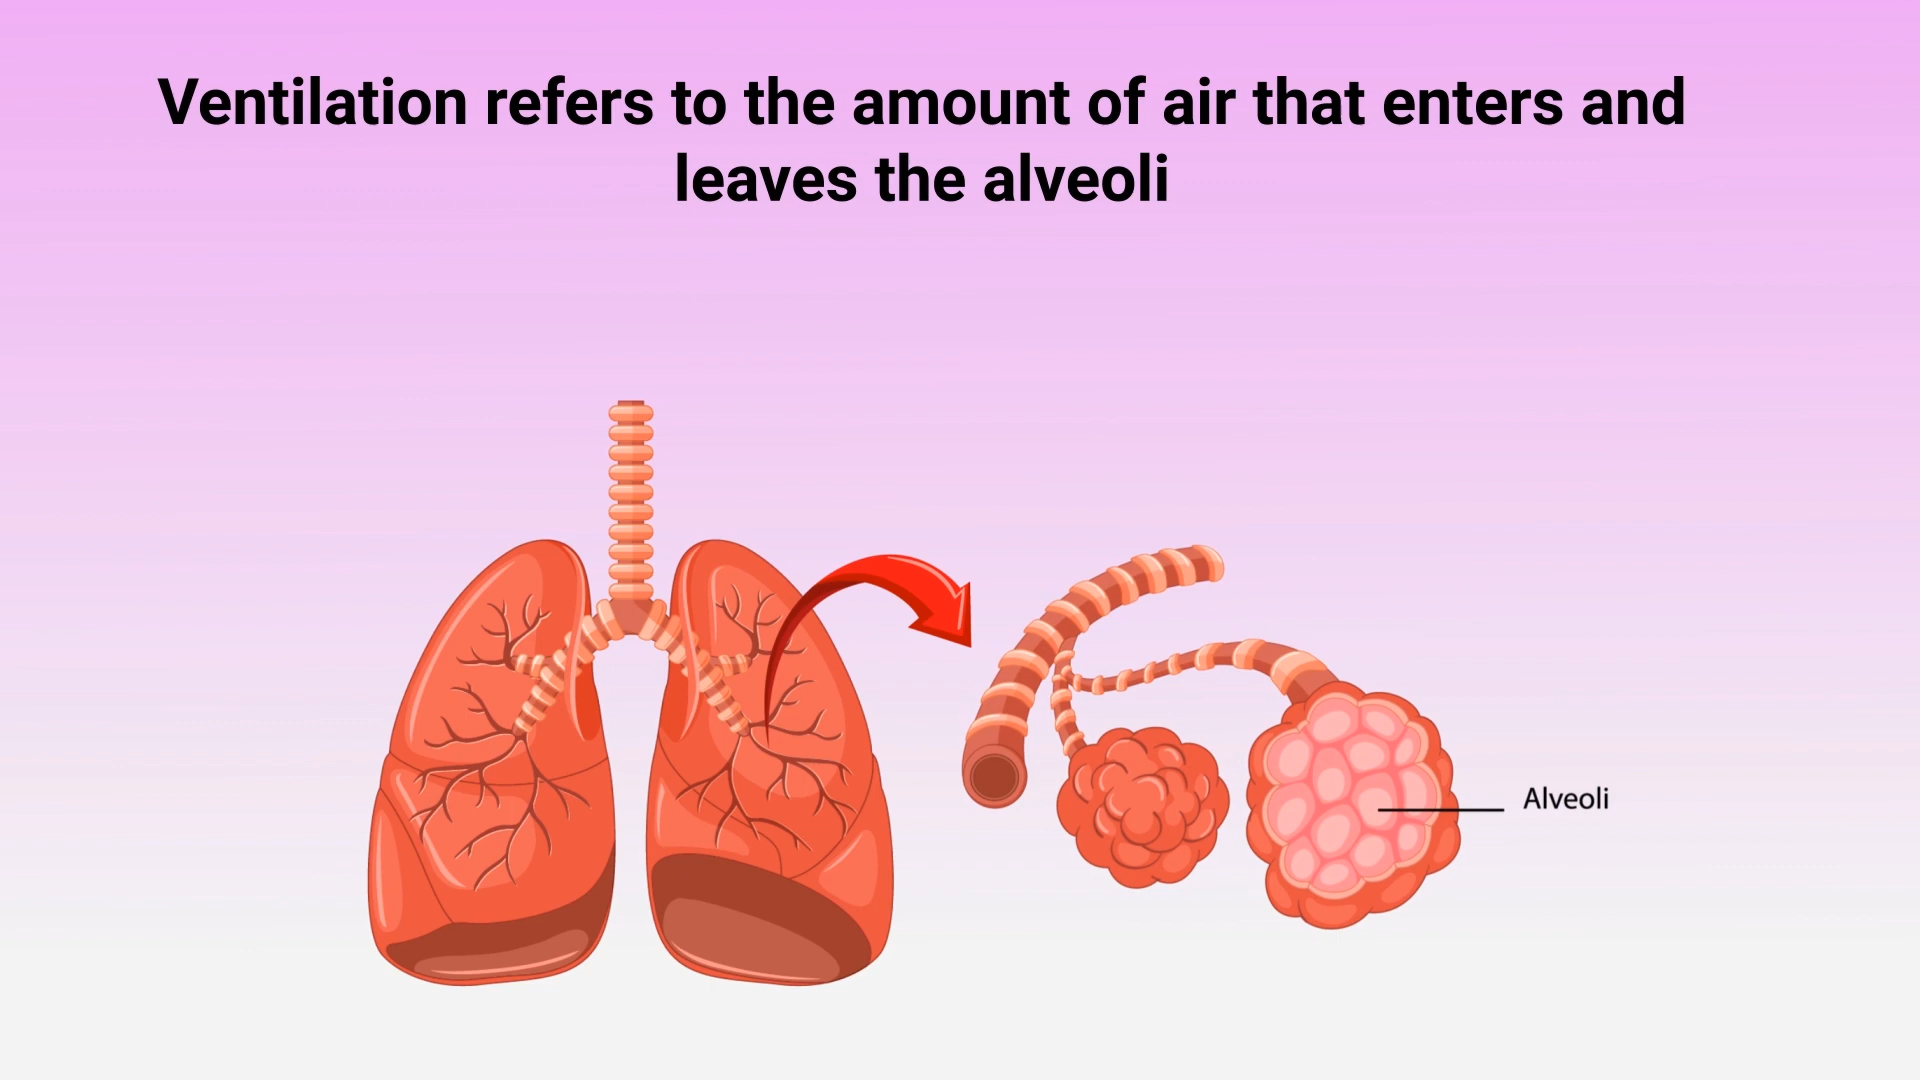 Ventilation refers to the amount of air that enters and
leaves the alveoli
Alveoli